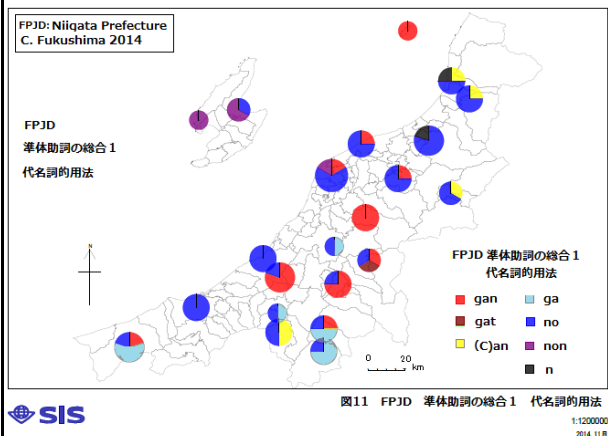 FPJD: Niigata Prefecture
C. Fukushima 2014
FPJD
準体助詞の総合１
代名詞的用法
N
FPJD 準体助詞の総合１
代名詞的用法
gan
ga
gat
no
(C)an
non
n
0 20
km
図11 FPJD 準体助詞の総合１ 代名詞的用法
SIS
1:1200000
2014.11月